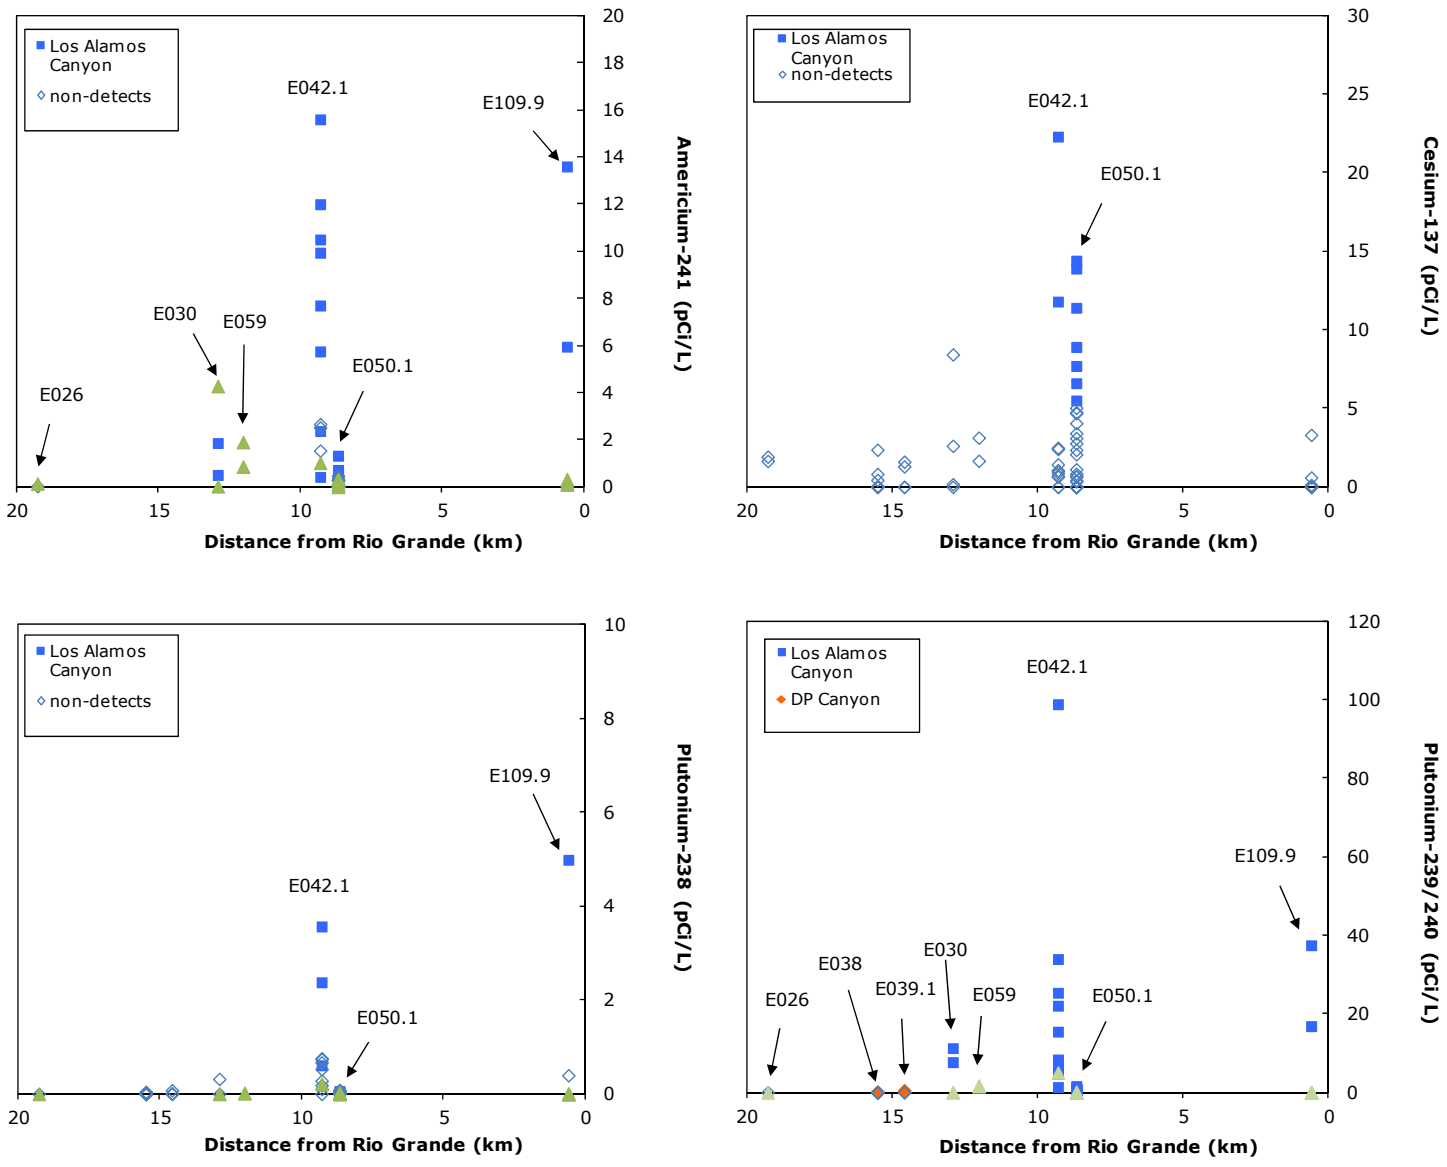 Los Alamos
Canyon
non-detects
E026
E030
E059
E042.1
E050.1
E109.9
20
18
16
14
12
10
8
6
4
2
0
20
15
10
5
0
Distance from Rio Grande (km)
Americium-241 (pCi/L)
Los Alamos
Canyon
non-detects
E042.1
E050.1
30
25
20
15
10
5
0
20
15
10
5
0
Distance from Rio Grande (km)
Cesium-137 (pCi/L)
Los Alamos
Canyon
non-detects
E042.1
E050.1
E109.9
10
8
6
4
2
0
20
15
10
5
0
Distance from Rio Grande (km)
Plutonium-238 (pCi/L)
Los Alamos
Canyon
DP Canyon
E026
E038
E039.1
E030
E059
E042.1
E050.1
E109.9
120
100
80
60
40
20
0
20
15
10
5
0
Distance from Rio Grande (km)
Plutonium-239/240 (pCi/L)